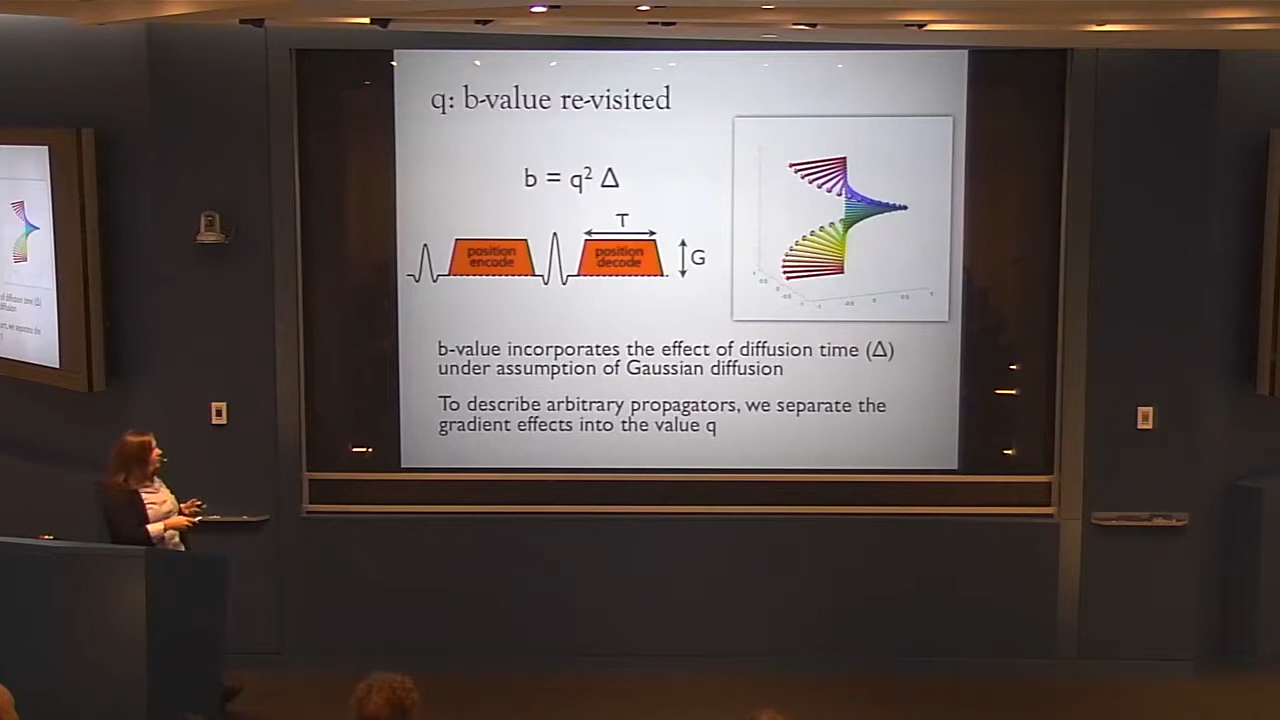 q: b-value re-visited
b = q² Δ
T
position
encode
position
decode
G
b-value incorporates the effect of diffusion time (Δ)
under assumption of Gaussian diffusion
To describe arbitrary propagators, we separate the
gradient effects into the value q